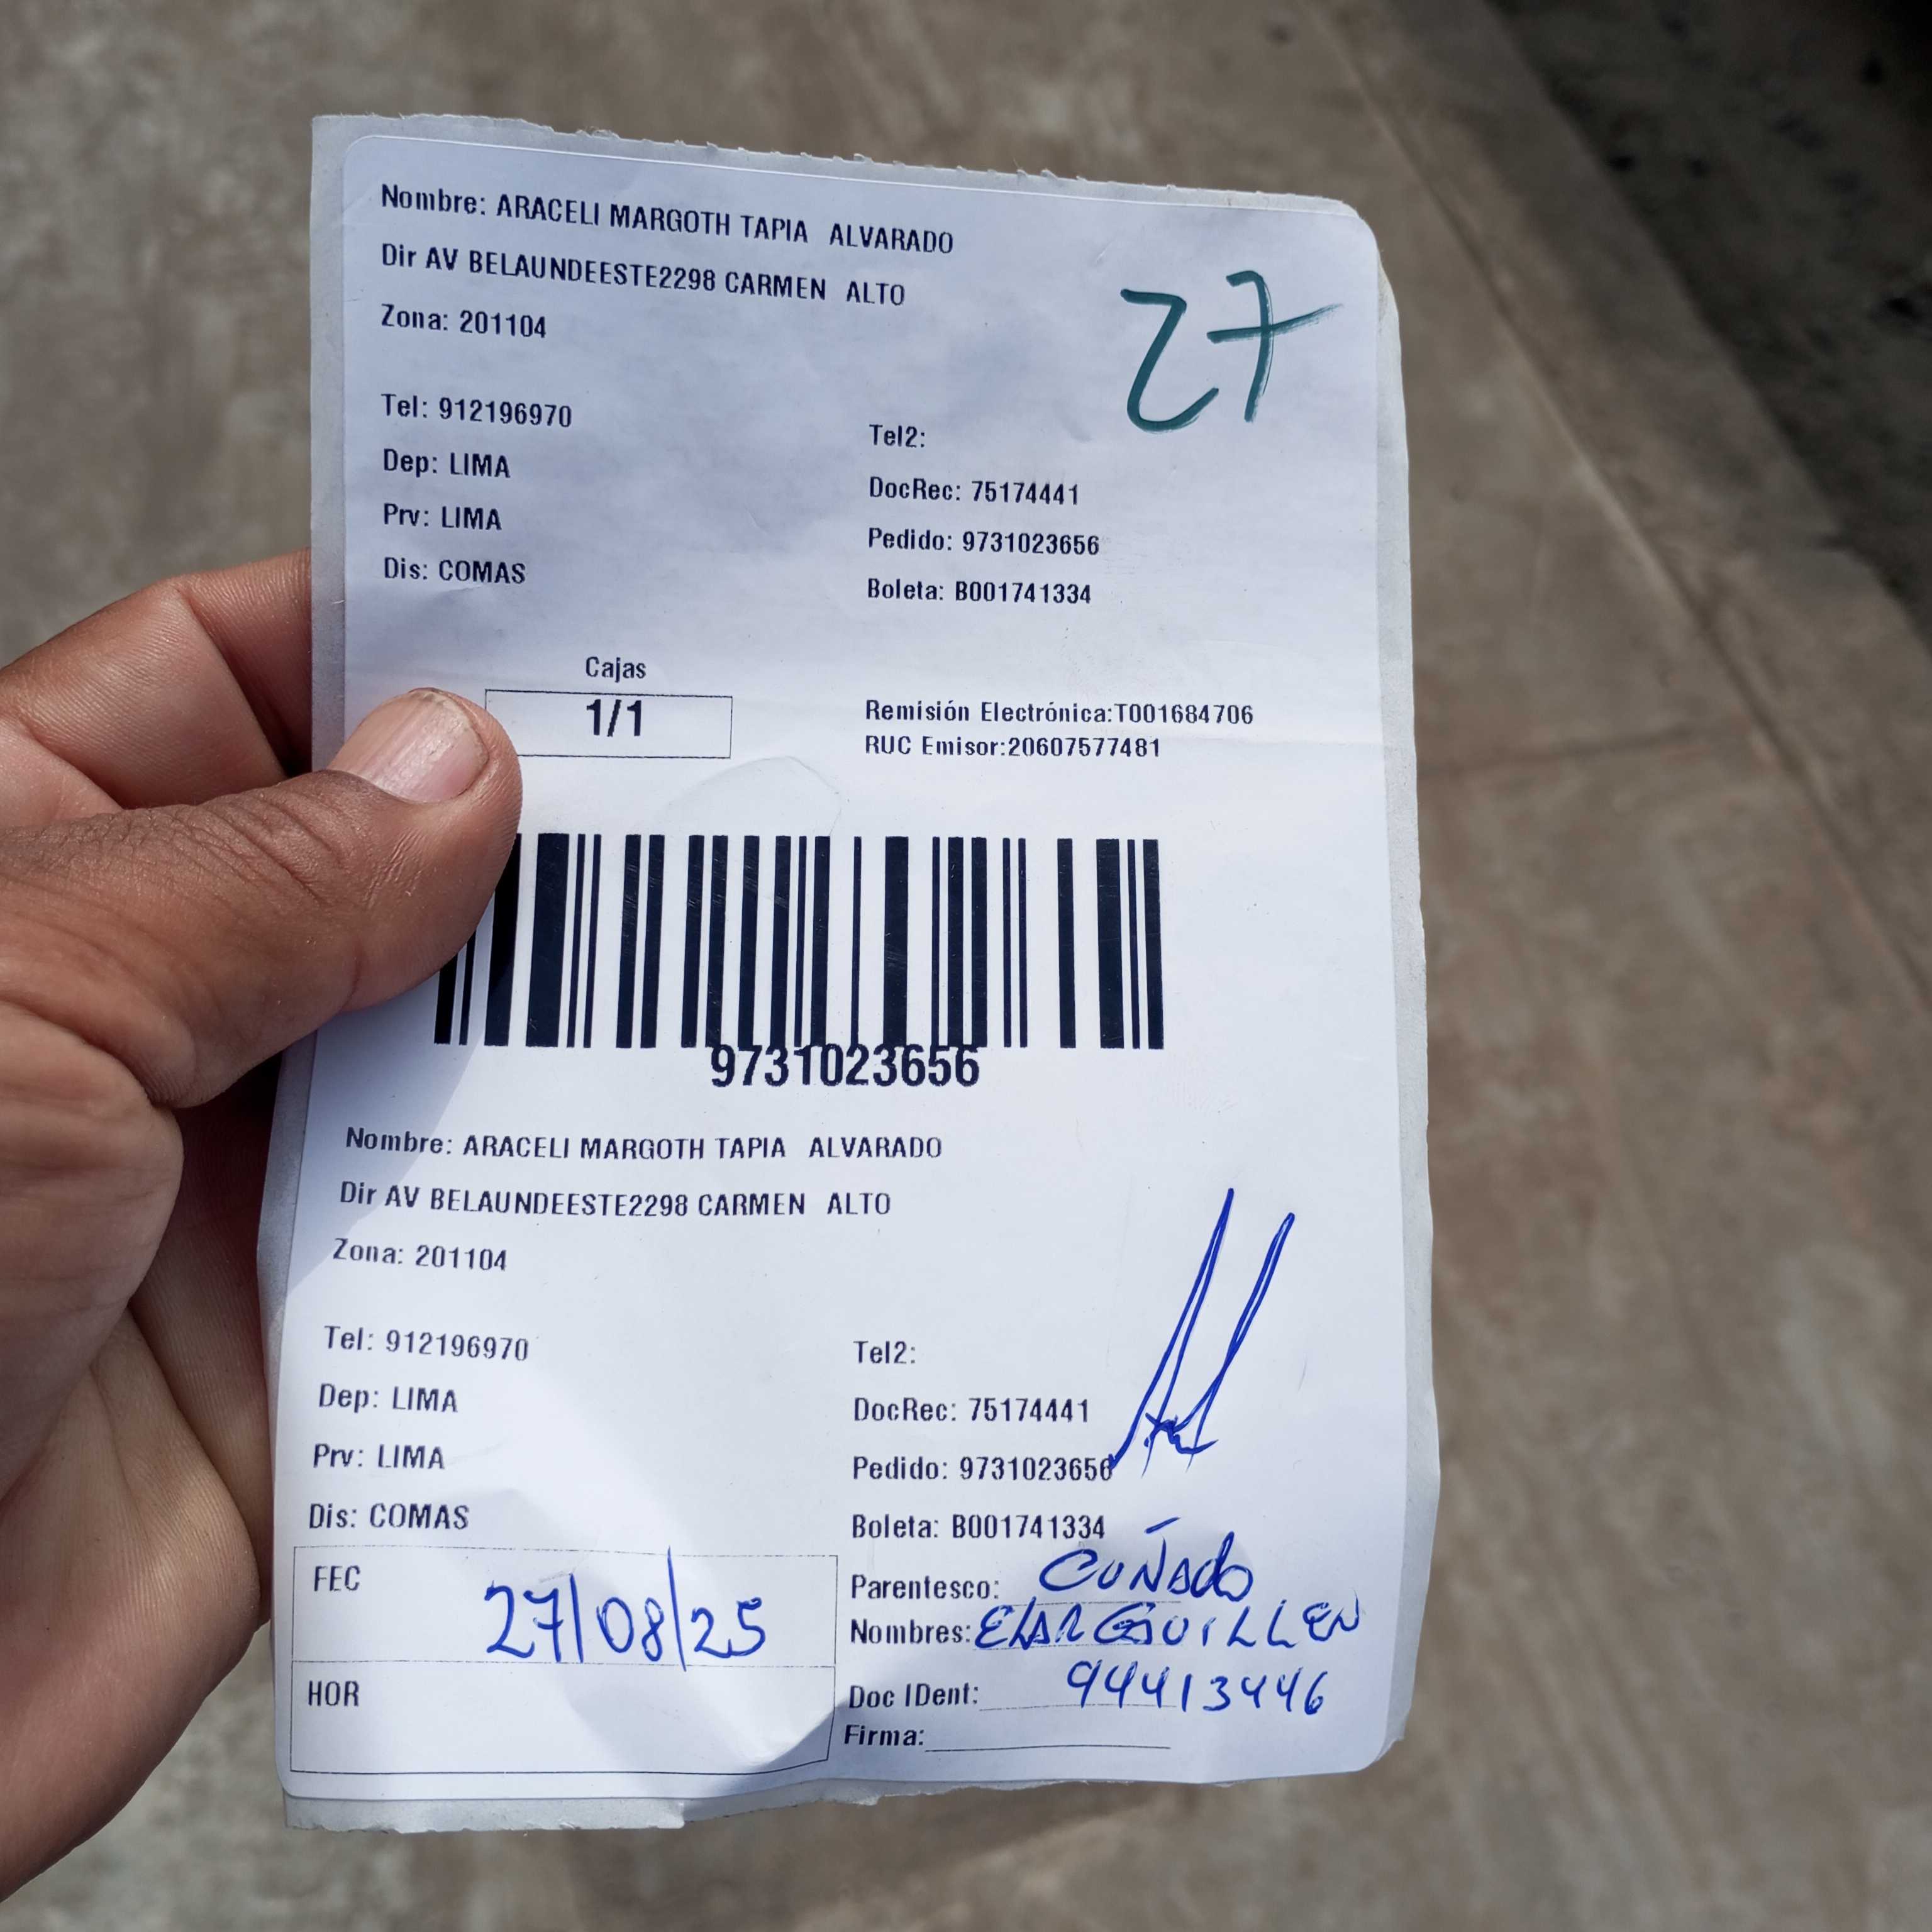 Nombre: ARACELI MARGOTH TAPIA ALVARADO
Dir AV BELAUNDEESTE2298 CARMEN ALTO
27
Zona: 201104
Tel: 912196970
Tel2:
Dep: LIMA
DocRec: 75174441
Prv: LIMA
Pedido: 9731023656
Dis: COMAS
Boleta: B001741334
Cajas
1/1
Remisión Electrónica:T001684706
RUC Emisor:20607577481
9731023656
Nombre: ARACELI MARGOTH TAPIA ALVARADO
Dir AV BELAUNDEESTE2298 CARMEN ALTO
Zona: 201104
Tel: 912196970
Tel2:
Dep: LIMA
DocRec: 75174441
Prv: LIMA
Pedido: 9731023656
Dis: COMAS
Boleta: B001741334
FEC 27/08/25
Parentesco: CUÑADO
Nombres: GUILLEN
HOR
Doc IDent: 94413446
Firma: